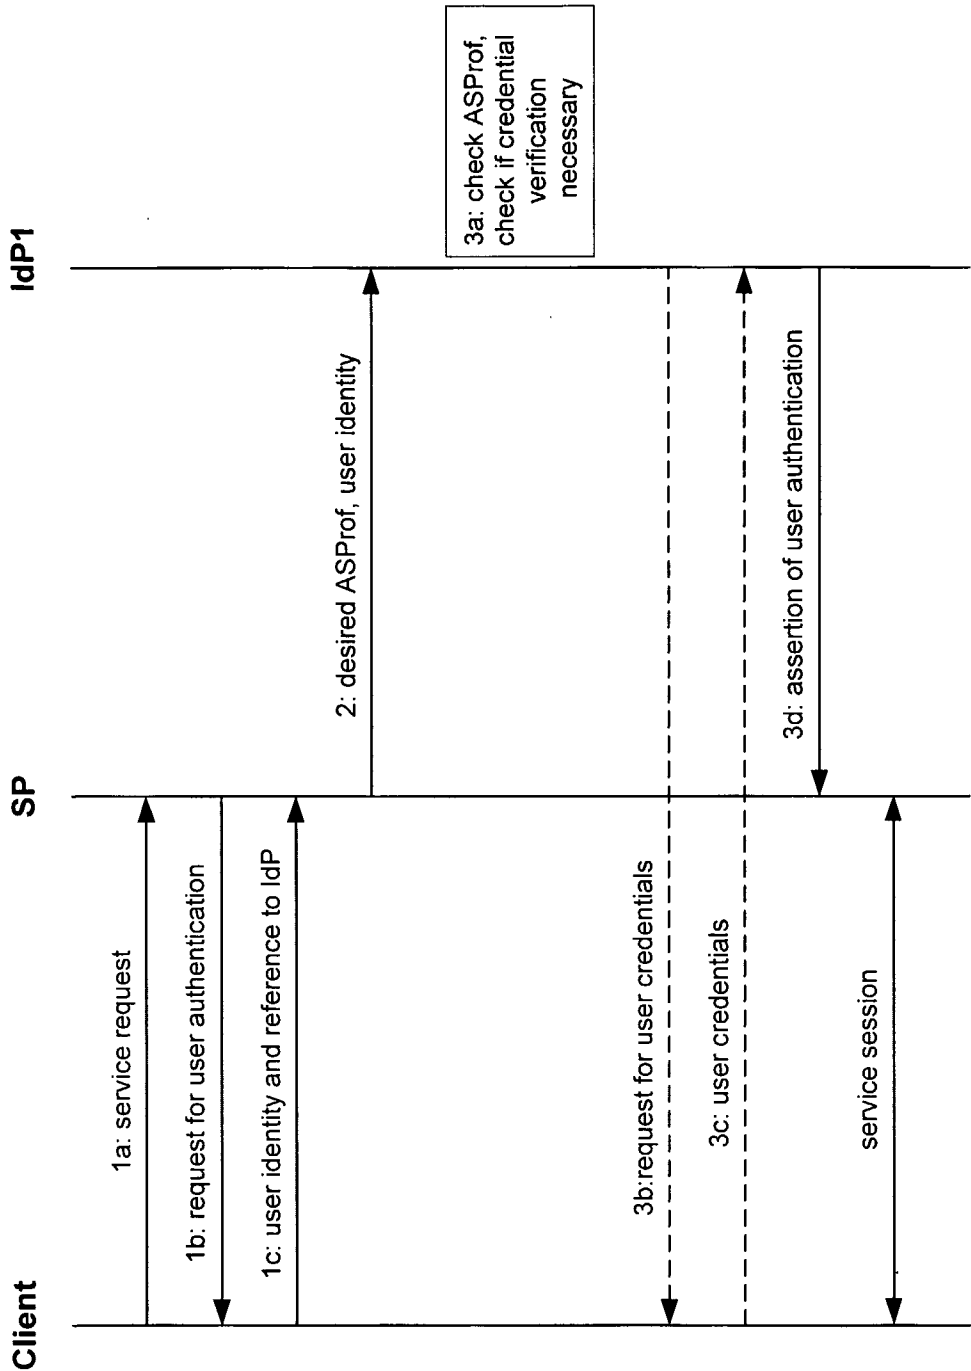 Client
SP
IdP1
1a: service request
1b: request for user authentication
1c: user identity and reference to IdP
2: desired ASProf, user identity
3a: check ASProf,
check if credential
verification
necessary
3b:request for user credentials
3c: user credentials
3d: assertion of user authentication
service session